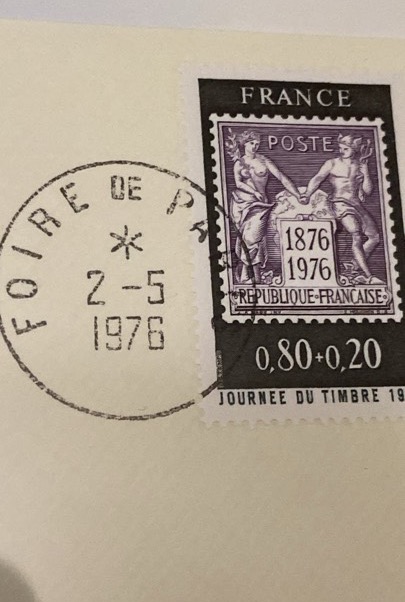 FRANCE
POSTE
1876
1976
RÉPUBLIQUE FRANÇAISE
0,80+0,20
JOURNEE DU TIMBRE 19
FOIRE DE PA
*
2 -5
1976